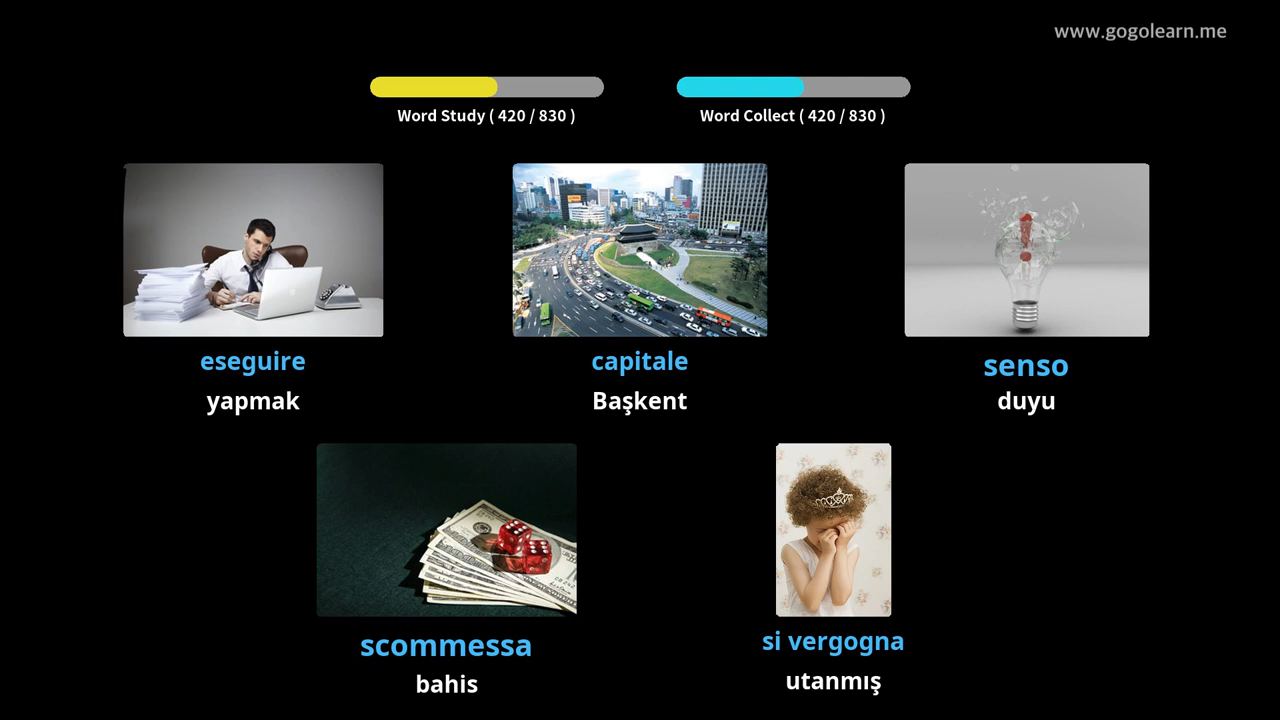 www.gogolearn.me
Word Study ( 420 / 830 )
Word Collect ( 420 / 830 )
eseguire
capitale
senso
yapmak
Başkent
duyu
scommessa
si vergogna
bahis
utanmış